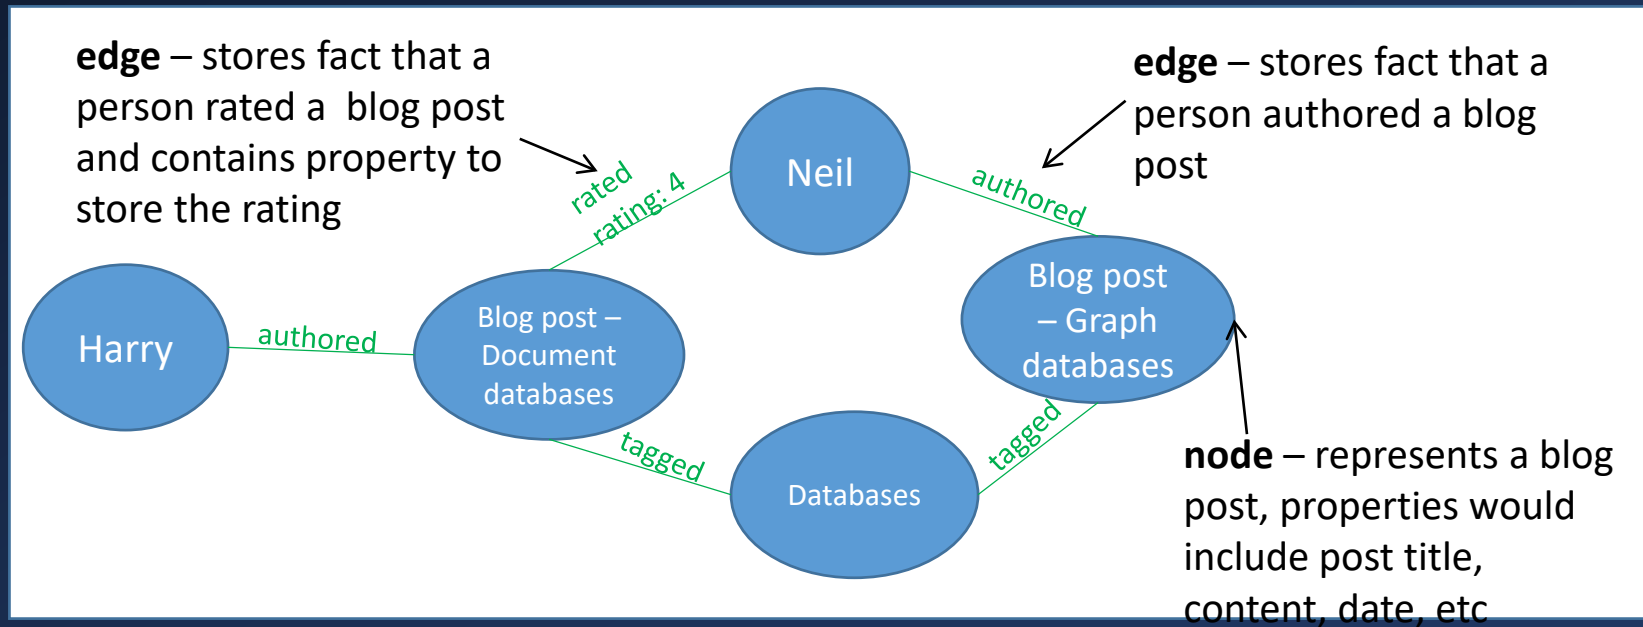 edge – stores fact that a
person rated a blog post
and contains property to
store the rating
edge – stores fact that a
person authored a blog
post
rated
rating: 4
Neil
authored
Harry
authored
Blog post –
Document
databases
Blog post
– Graph
databases
tagged
Databases
tagged
node – represents a blog
post, properties would
include post title,
content, date, etc